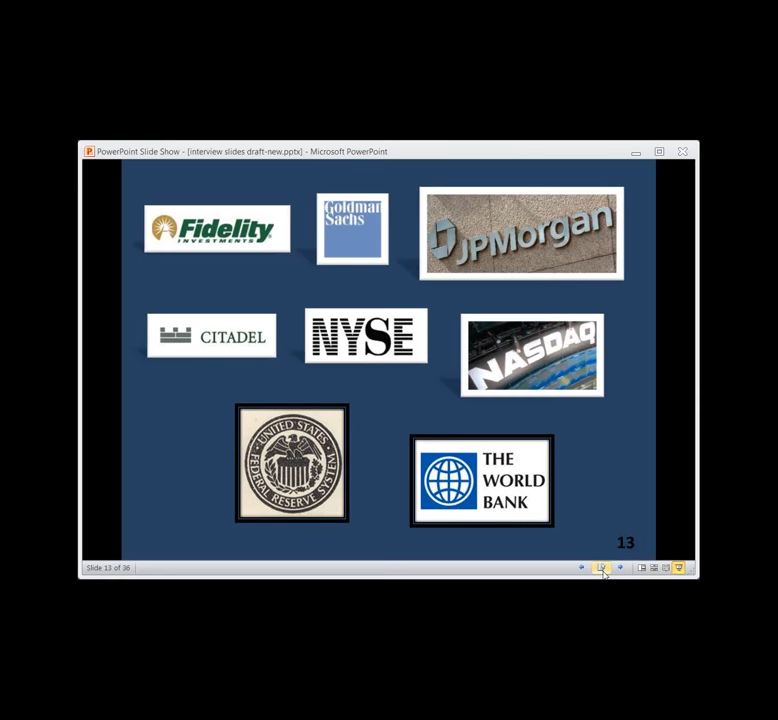 PowerPoint Slide Show - [interview slides draft-new.pptx] - Microsoft PowerPoint
Fidelity
INVESTMENTS
Goldman
Sachs
JPMorgan
CITADEL
NYSE
NASDAQ
UNITED STATES
FEDERAL RESERVE SYSTEM
THE
WORLD
BANK
13
Slide 13 of 36